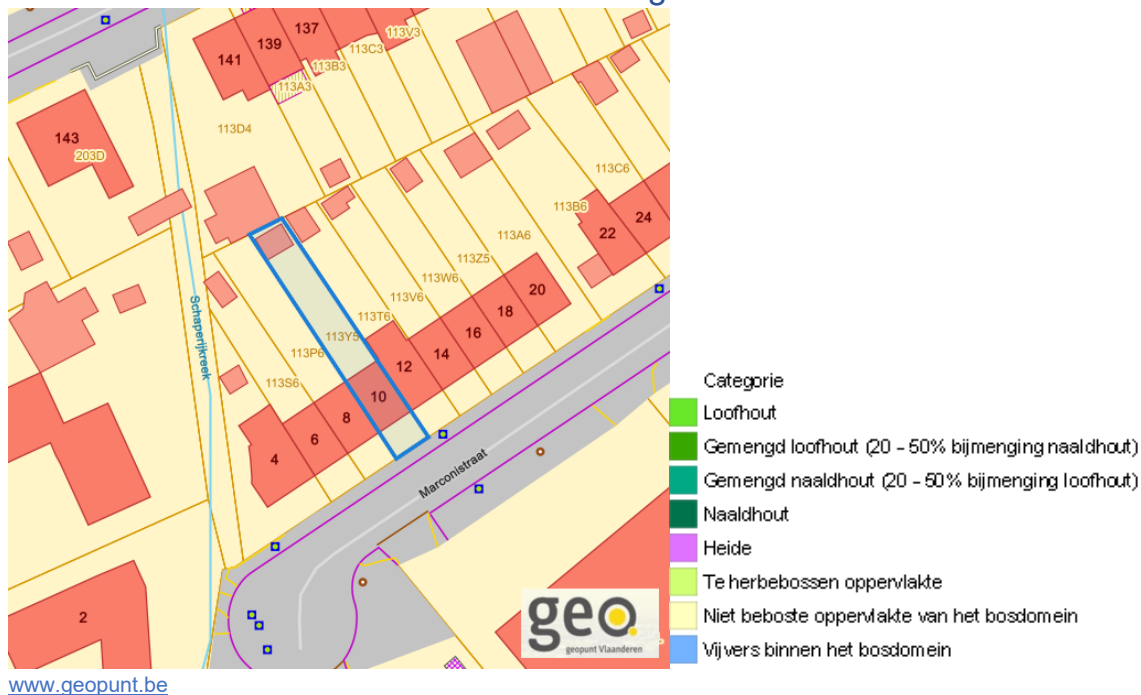 141
139
137
113V3
113C3
113B3
113A3
113D4
143
203D
113C6
113B6
24
22
113A6
113Z5
113W6
20
113V6
18
113T6
16
113Y5
14
113P6
12
113S6
10
8
6
4
2
Schaperijkreek
Marconistraat
geo.
geopunt Vlaanderen
Categorie
Loofhout
Gemengd loofhout (20 - 50% bijmenging naaldhout)
Gemengd naaldhout (20 - 50% bijmenging loofhout)
Naaldhout
Heide
Te herbebossen oppervlakte
Niet beboste oppervlakte van het bosdomein
Vijvers binnen het bosdomein
www.geopunt.be